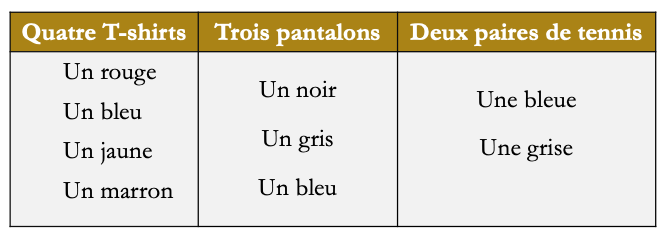 Quatre T-shirts
Trois pantalons
Deux paires de tennis
Un rouge
Un bleu
Un jaune
Un marron
Un noir
Un gris
Un bleu
Une bleue
Une grise